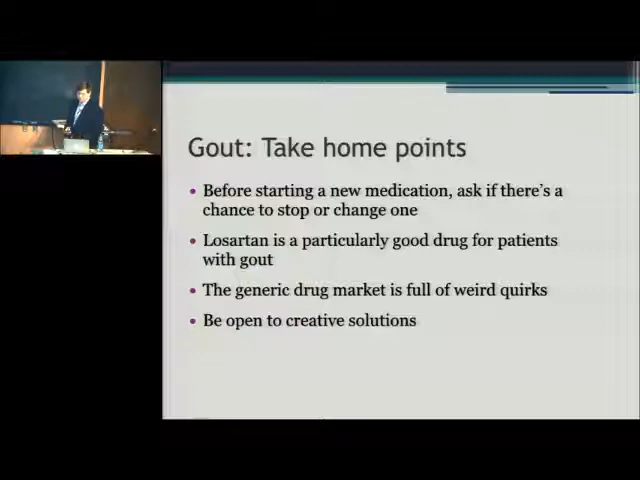 Gout: Take home points
• Before starting a new medication, ask if there's a
chance to stop or change one
• Losartan is a particularly good drug for patients
with gout
• The generic drug market is full of weird quirks
• Be open to creative solutions